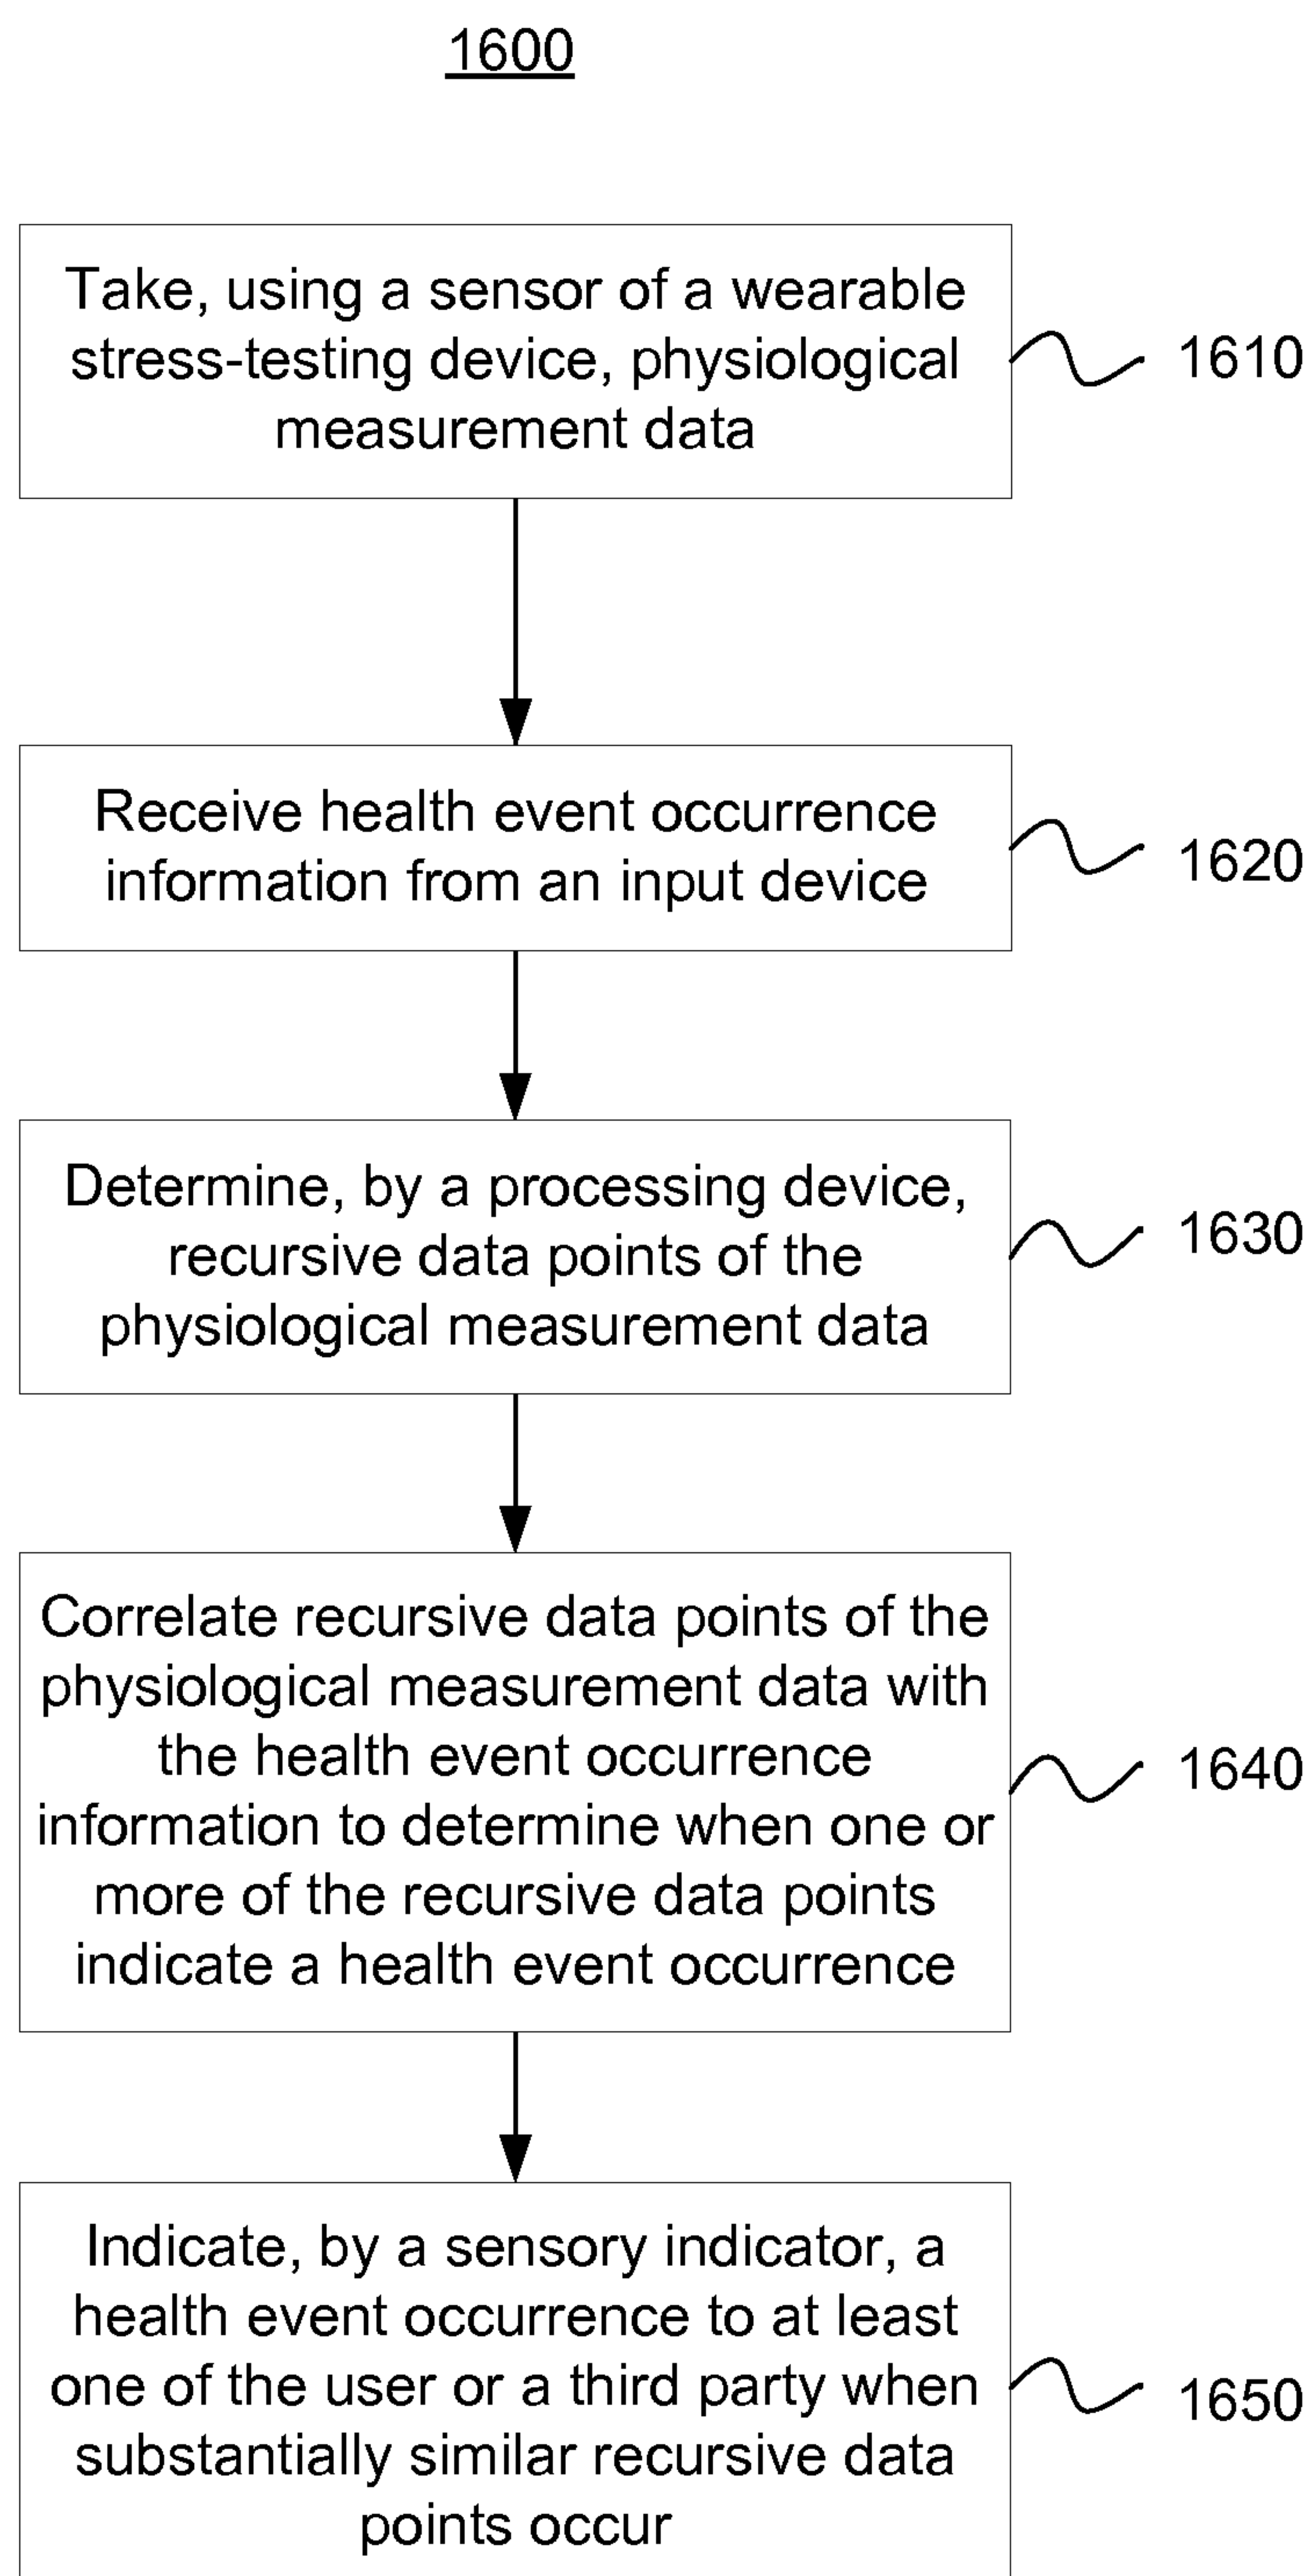 1600
Take, using a sensor of a wearable
stress-testing device, physiological
measurement data
1610
Receive health event occurrence
information from an input device
1620
Determine, by a processing device,
recursive data points of the
physiological measurement data
1630
Correlate recursive data points of the
physiological measurement data with
the health event occurrence
information to determine when one or
more of the recursive data points
indicate a health event occurrence
1640
Indicate, by a sensory indicator, a
health event occurrence to at least
one of the user or a third party when
substantially similar recursive data
points occur
1650